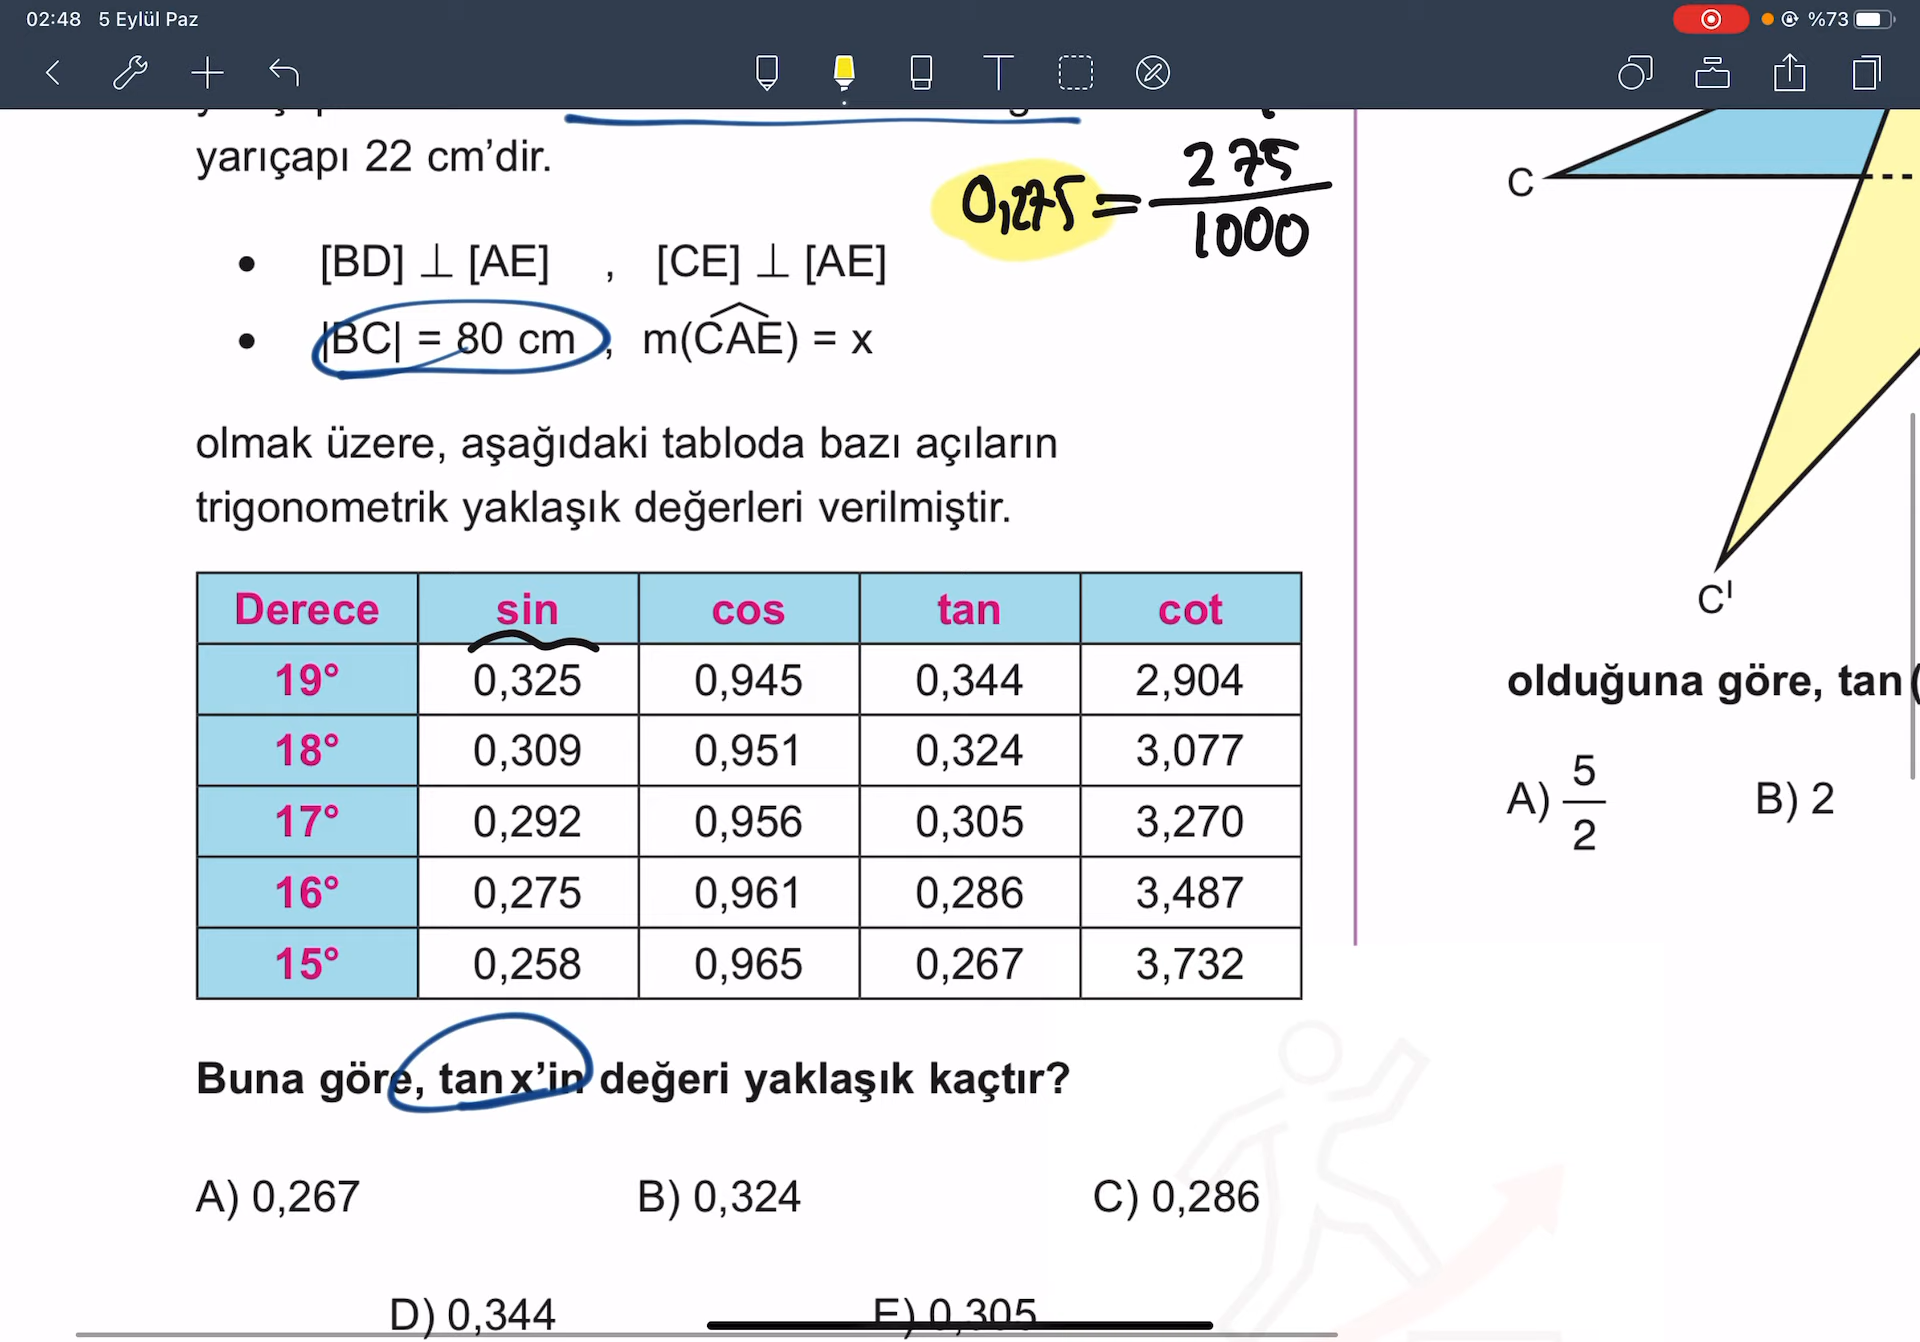 02:48 5 Eylül Paz
%73
yarıçapı 22 cm'dir.
0,275 = 275/1000
• [BD] ⊥ [AE] , [CE] ⊥ [AE]
• |BC| = 80 cm , m(CAE) = x
olmak üzere, aşağıdaki tabloda bazı açıların
trigonometrik yaklaşık değerleri verilmiştir.
Derece sin cos tan cot
19° 0,325 0,945 0,344 2,904
18° 0,309 0,951 0,324 3,077
17° 0,292 0,956 0,305 3,270
16° 0,275 0,961 0,286 3,487
15° 0,258 0,965 0,267 3,732
Buna göre, tan x'in değeri yaklaşık kaçtır?
A) 0,267 B) 0,324 C) 0,286
D) 0,344 E) 0,305
C
C'
olduğuna göre, tan(
A) 5/2 B) 2